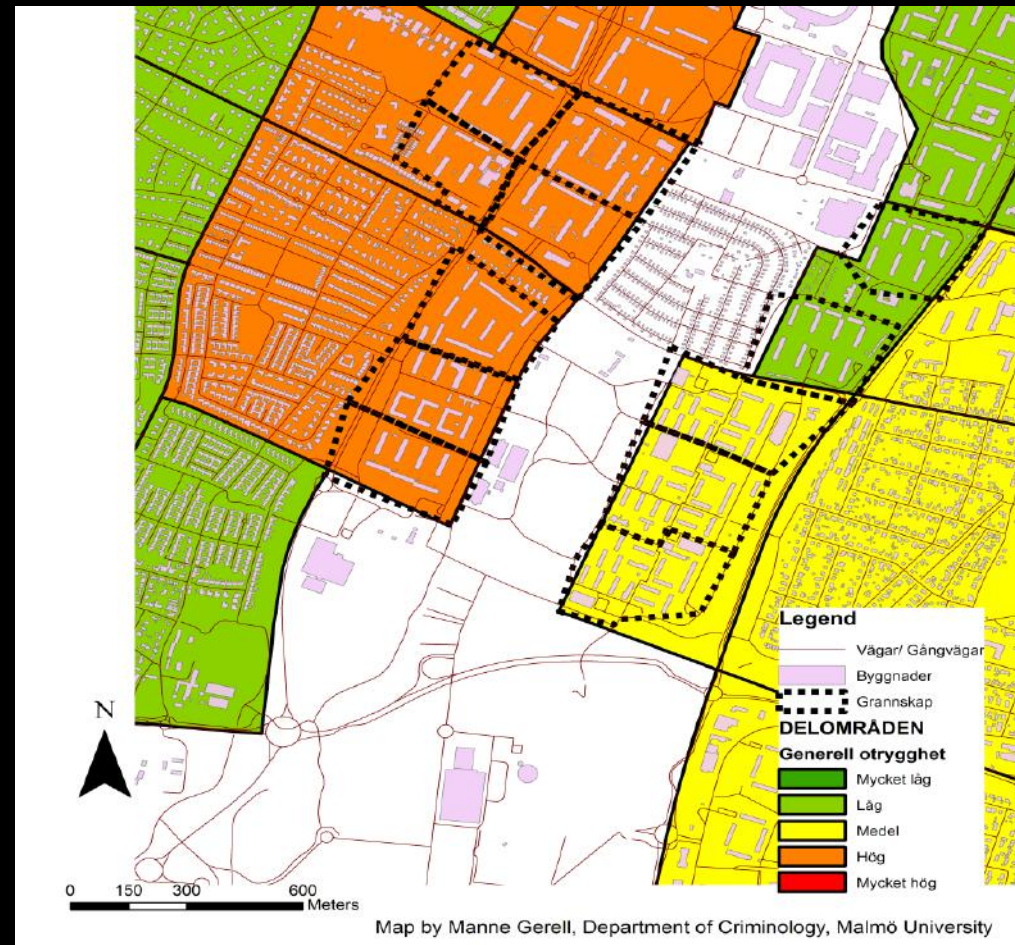 Legend
Vägar/ Gångvägar
Byggnader
Grannskap
DELOMRÅDEN
Generell otrygghet
Mycket låg
Låg
Medel
Hög
Mycket hög
N
0 150 300 600
Meters
Map by Manne Gerell, Department of Criminology, Malmö University